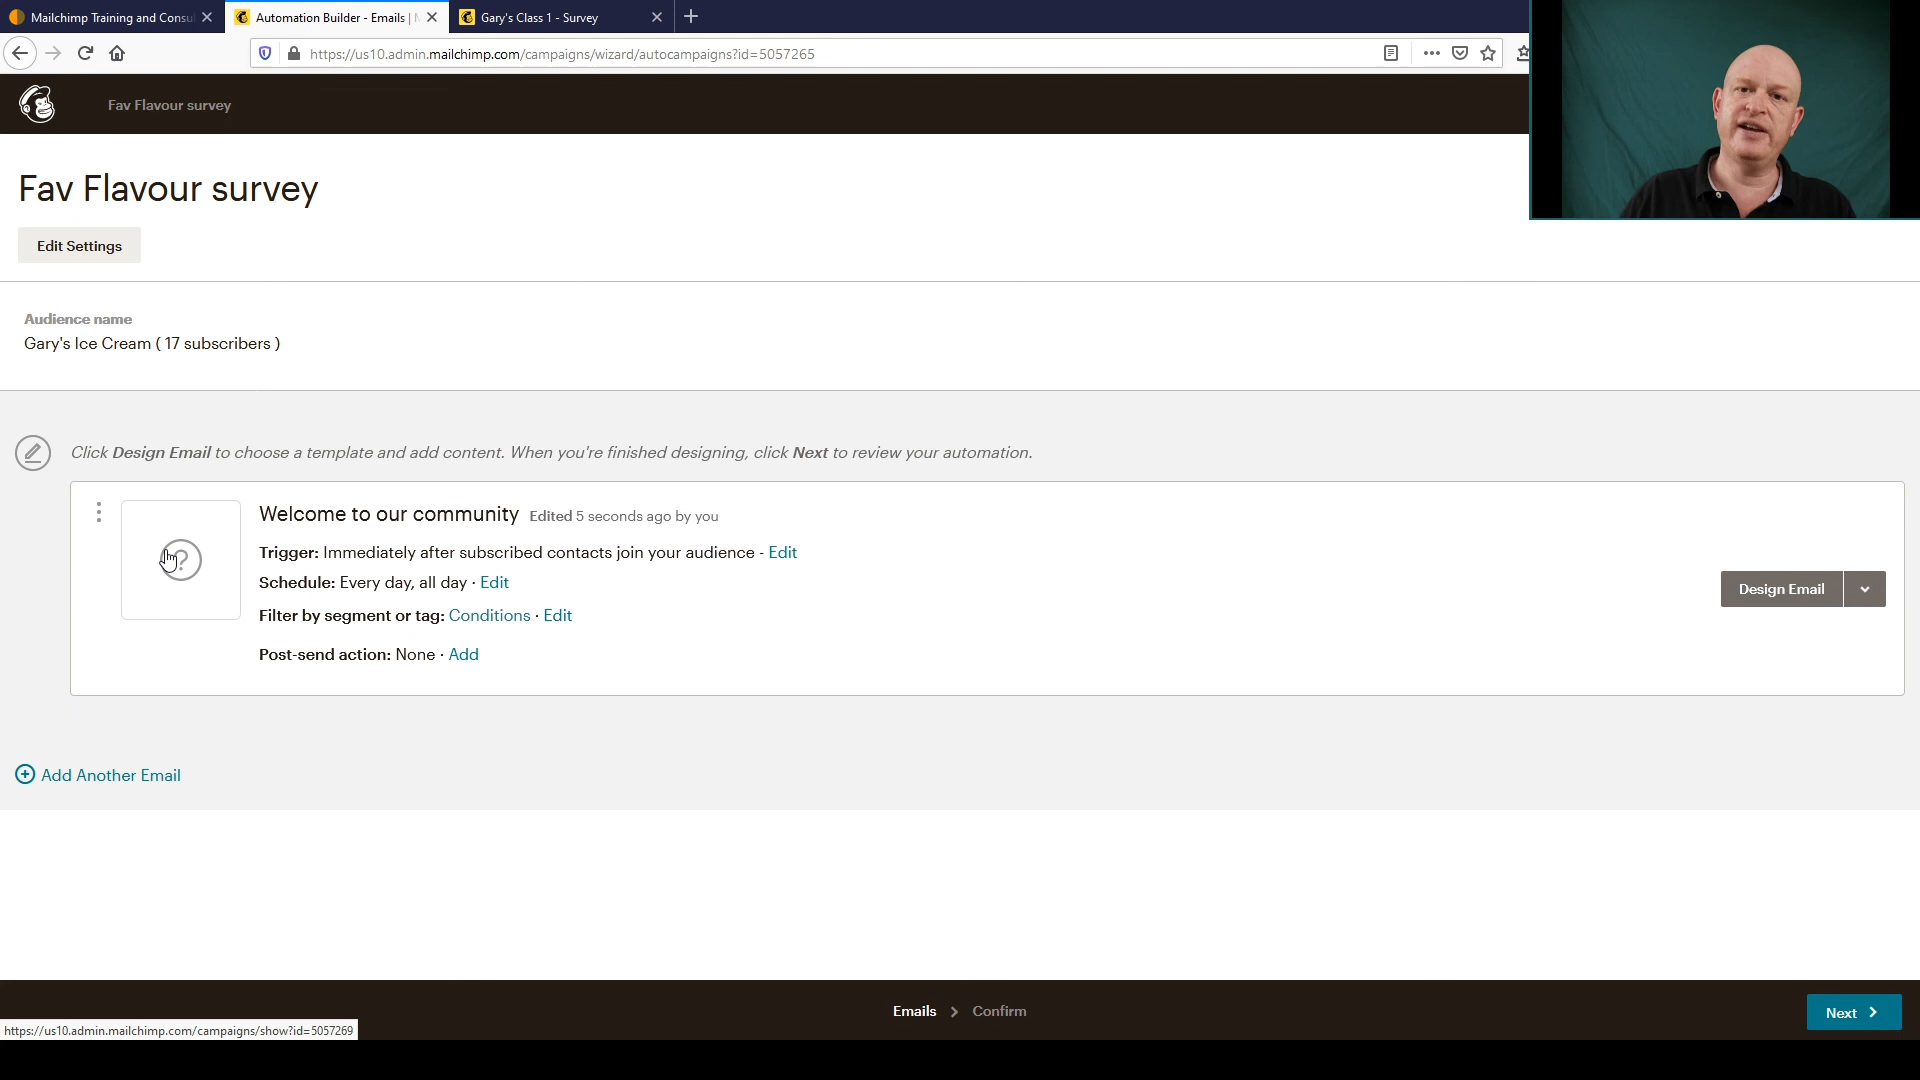 Mailchimp Training and Consu
Automation Builder - Emails |
Gary's Class 1 - Survey
https://us10.admin.mailchimp.com/campaigns/wizard/autocampaigns?id=5057265
Fav Flavour survey
Fav Flavour survey
Edit Settings
Audience name
Gary's Ice Cream ( 17 subscribers )
Click Design Email to choose a template and add content. When you're finished designing, click Next to review your automation.
Welcome to our community Edited 5 seconds ago by you
Trigger: Immediately after subscribed contacts join your audience - Edit
Schedule: Every day, all day · Edit
Filter by segment or tag: Conditions · Edit
Post-send action: None · Add
Design Email
Add Another Email
Emails > Confirm
Next >
https://us10.admin.mailchimp.com/campaigns/show?id=5057269